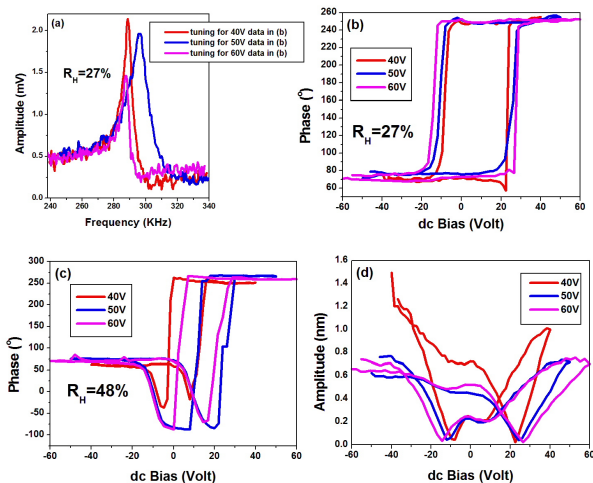 (a)
tuning for 40V data in (b)
tuning for 50V data in (b)
tuning for 60V data in (b)
RH=27%
Amplitude (mV)
2.0
1.5
1.0
0.5
0.0
240 260 280 300 320 340
Frequency (KHz)
(b)
40V
50V
60V
RH=27%
Phase (°)
260
240
220
200
180
160
140
120
100
80
60
-60 -40 -20 0 20 40 60
dc Bias (Volt)
(c)
40V
50V
60V
RH=48%
Phase (°)
300
250
200
150
100
50
0
-50
-100
-60 -40 -20 0 20 40 60
dc Bias (Volt)
(d)
40V
50V
60V
Amplitude (nm)
1.6
1.4
1.2
1.0
0.8
0.6
0.4
0.2
0.0
-60 -40 -20 0 20 40 60
dc Bias (Volt)